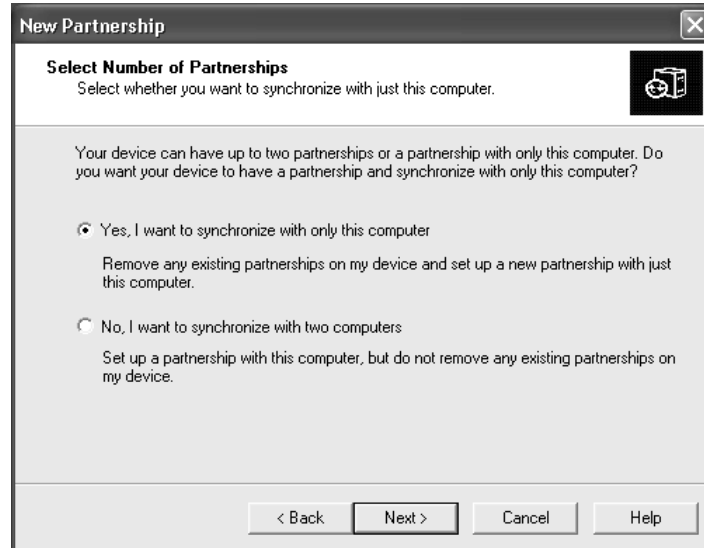 New Partnership
Select Number of Partnerships
Select whether you want to synchronize with just this computer.
Your device can have up to two partnerships or a partnership with only this computer. Do
you want your device to have a partnership and synchronize with only this computer?
Yes, I want to synchronize with only this computer
Remove any existing partnerships on my device and set up a new partnership with just
this computer.
No, I want to synchronize with two computers
Set up a partnership with this computer, but do not remove any existing partnerships on
my device.
< Back Next > Cancel Help